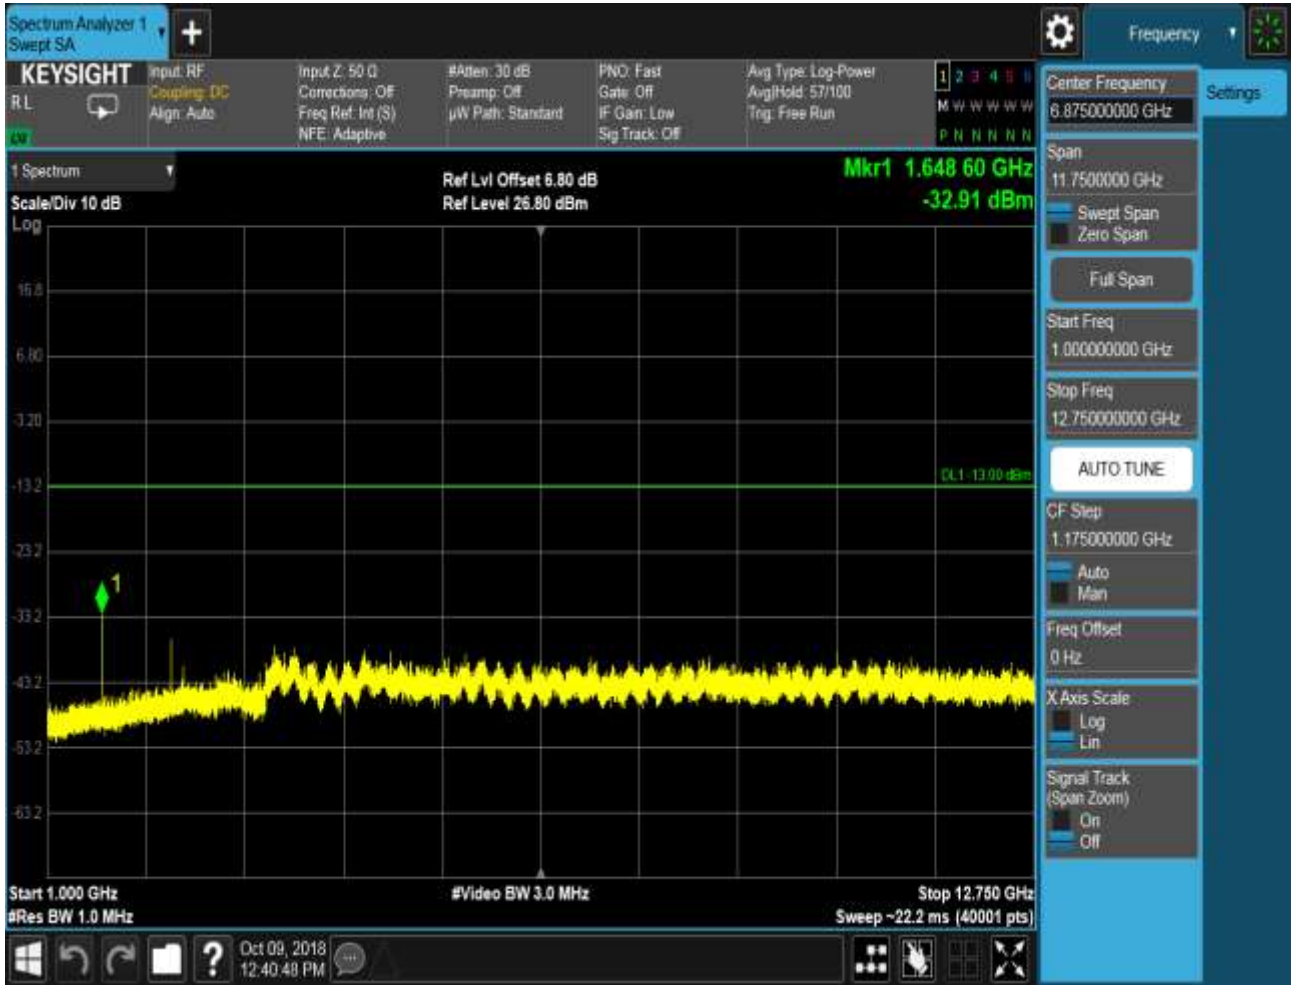 Spectrum Analyzer 1
Swept SA
+
Frequency
KEYSIGHT
RL
Input: RF
Coupling: DC
Align: Auto
Input Z: 50 Ω
Corrections: Off
Freq Ref: Int (S)
NFE: Adaptive
#Atten: 30 dB
Preamp: Off
µW Path: Standard
PNO: Fast
Gate: Off
IF Gain: Low
Sig Track: Off
Avg Type: Log-Power
Avg|Hold: 57/100
Trig: Free Run
1 2 3 4 5 6
M W W W W W
P N N N N N
1 Spectrum
Scale/Div 10 dB
Log
Ref Lvl Offset 6.80 dB
Ref Level 26.80 dBm
Mkr1 1.648 60 GHz
-32.91 dBm
16.8
6.80
-3.20
-13.2
-23.2
-33.2
-43.2
-53.2
-63.2
DL1 -13.00 dBm
1
Start 1.000 GHz
#Res BW 1.0 MHz
#Video BW 3.0 MHz
Stop 12.750 GHz
Sweep ~22.2 ms (40001 pts)
?
Oct 09, 2018
12:40:48 PM
Center Frequency
6.875000000 GHz
Settings
Span
11.7500000 GHz
Swept Span
Zero Span
Full Span
Start Freq
1.000000000 GHz
Stop Freq
12.750000000 GHz
AUTO TUNE
CF Step
1.175000000 GHz
Auto
Man
Freq Offset
0 Hz
X Axis Scale
Log
Lin
Signal Track
(Span Zoom)
On
Off